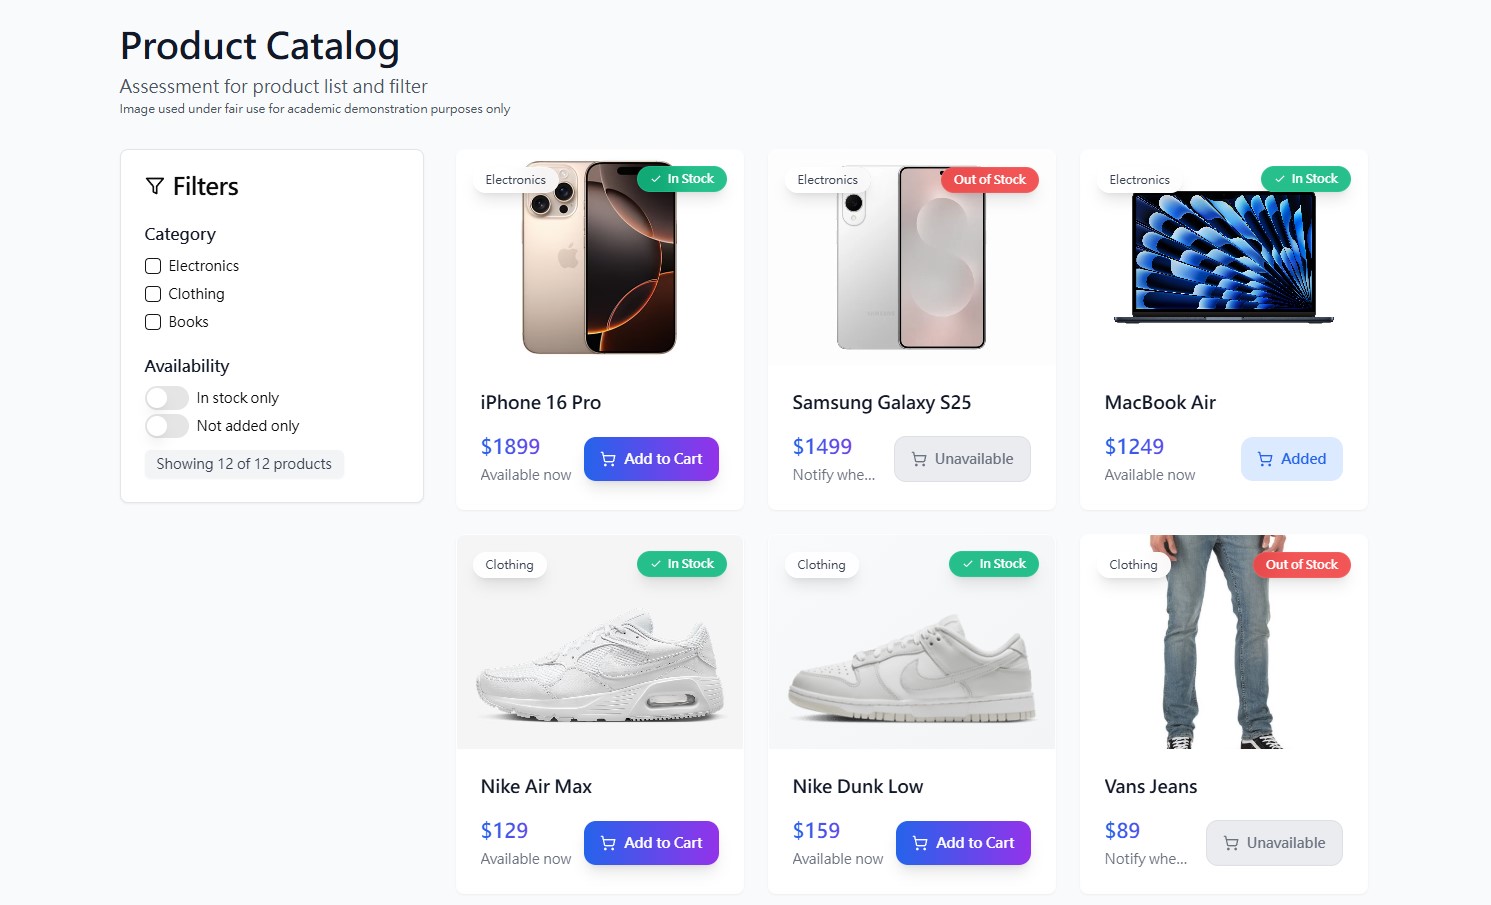 Product Catalog
Assessment for product list and filter
Image used under fair use for academic demonstration purposes only
Filters
Category
Electronics
Clothing
Books
Availability
In stock only
Not added only
Showing 12 of 12 products
Electronics
In Stock
iPhone 16 Pro
$1899
Available now
Add to Cart
Electronics
Out of Stock
SAMSUNG
Samsung Galaxy S25
$1499
Notify whe...
Unavailable
Electronics
In Stock
MacBook Air
$1249
Available now
Added
Clothing
In Stock
Nike Air Max
$129
Available now
Add to Cart
Clothing
In Stock
Nike Dunk Low
$159
Available now
Add to Cart
Clothing
Out of Stock
Vans Jeans
$89
Notify whe...
Unavailable